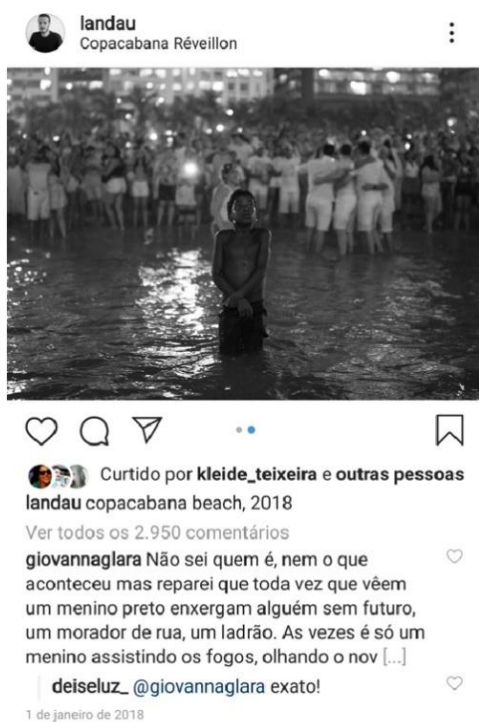 landau
Copacabana Réveillon
Curtido por kleide_teixeira e outras pessoas
landau copacabana beach, 2018
Ver todos os 2.950 comentários
giovannaglara Não sei quem é, nem o que
aconteceu mas reparei que toda vez que vêem
um menino preto enxergam alguém sem futuro,
um morador de rua, um ladrão. As vezes é só um
menino assistindo os fogos, olhando o nov [...]
deiseluz_ @giovannaglara exato!
1 de janeiro de 2018